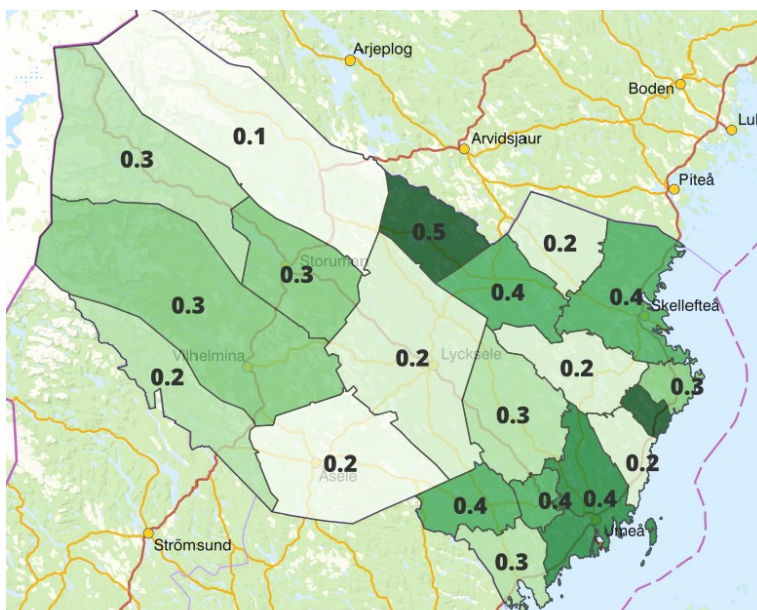 Arjeplog
Boden
Lul
0.1
Arvidsjaur
0.3
Piteå
0.5
0.2
Storuman
0.3
0.4
0.4
Skellefteå
0.3
Vilhelmina
0.2
0.2
Lycksele
0.2
0.3
0.3
0.2
Åsele
0.2
0.4
0.4
0.4
Umeå
Strömsund
0.3